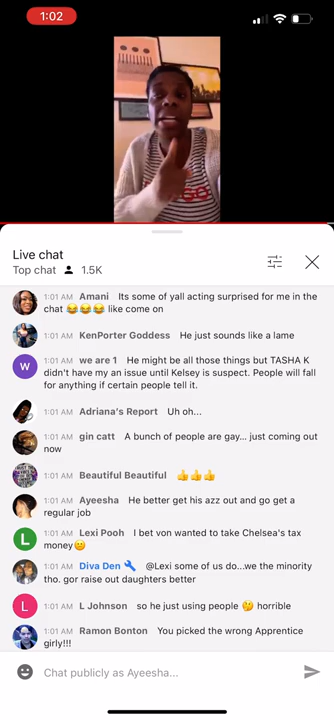 1:02
Live chat
Top chat 1.5K
1:01 AM Amani Its some of yall acting surprised for me in the
chat 😂😂😂 like come on
1:01 AM KenPorter Goddess He just sounds like a lame
W
1:01 AM we are 1 He might be all those things but TASHA K
didn't have my an issue until Kelsey is suspect. People will fall
for anything if certain people tell it.
1:01 AM Adriana's Report Uh oh...
1:01 AM gin catt A bunch of people are gay... just coming out
now
1:01 AM Beautiful Beautiful 👍👍👍
1:01 AM Ayeesha He better get his azz out and go get a
regular job
L
1:01 AM Lexi Pooh I bet von wanted to take Chelsea's tax
money😕
1:01 AM Diva Den 🔧 @Lexi some of us do...we the minority
tho. gor raise out daughters better
L
1:01 AM L Johnson so he just using people 🤔 horrible
1:01 AM Ramon Bonton You picked the wrong Apprentice
girly!!!
Chat publicly as Ayeesha...